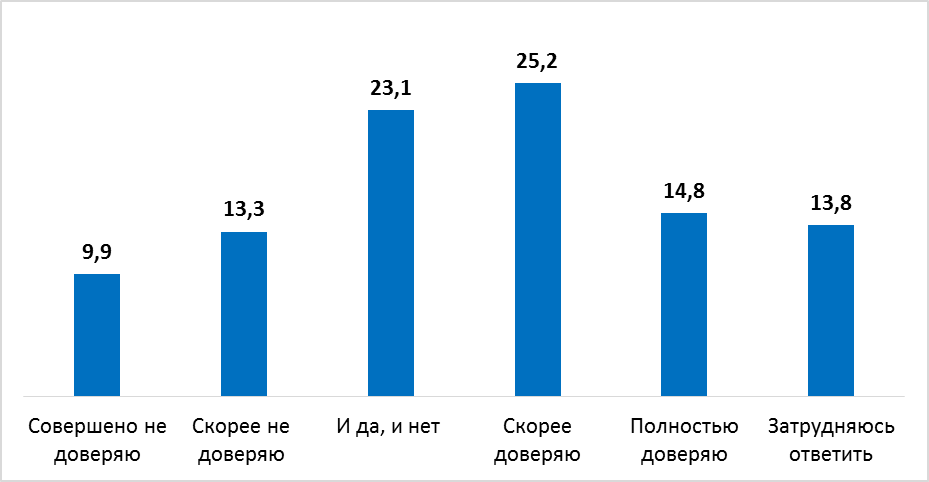 25,2
23,1
14,8
13,8
13,3
9,9
Совершено не
доверяю
Скорее не
доверяю
И да, и нет
Скорее
доверяю
Полностью
доверяю
Затрудняюсь
ответить